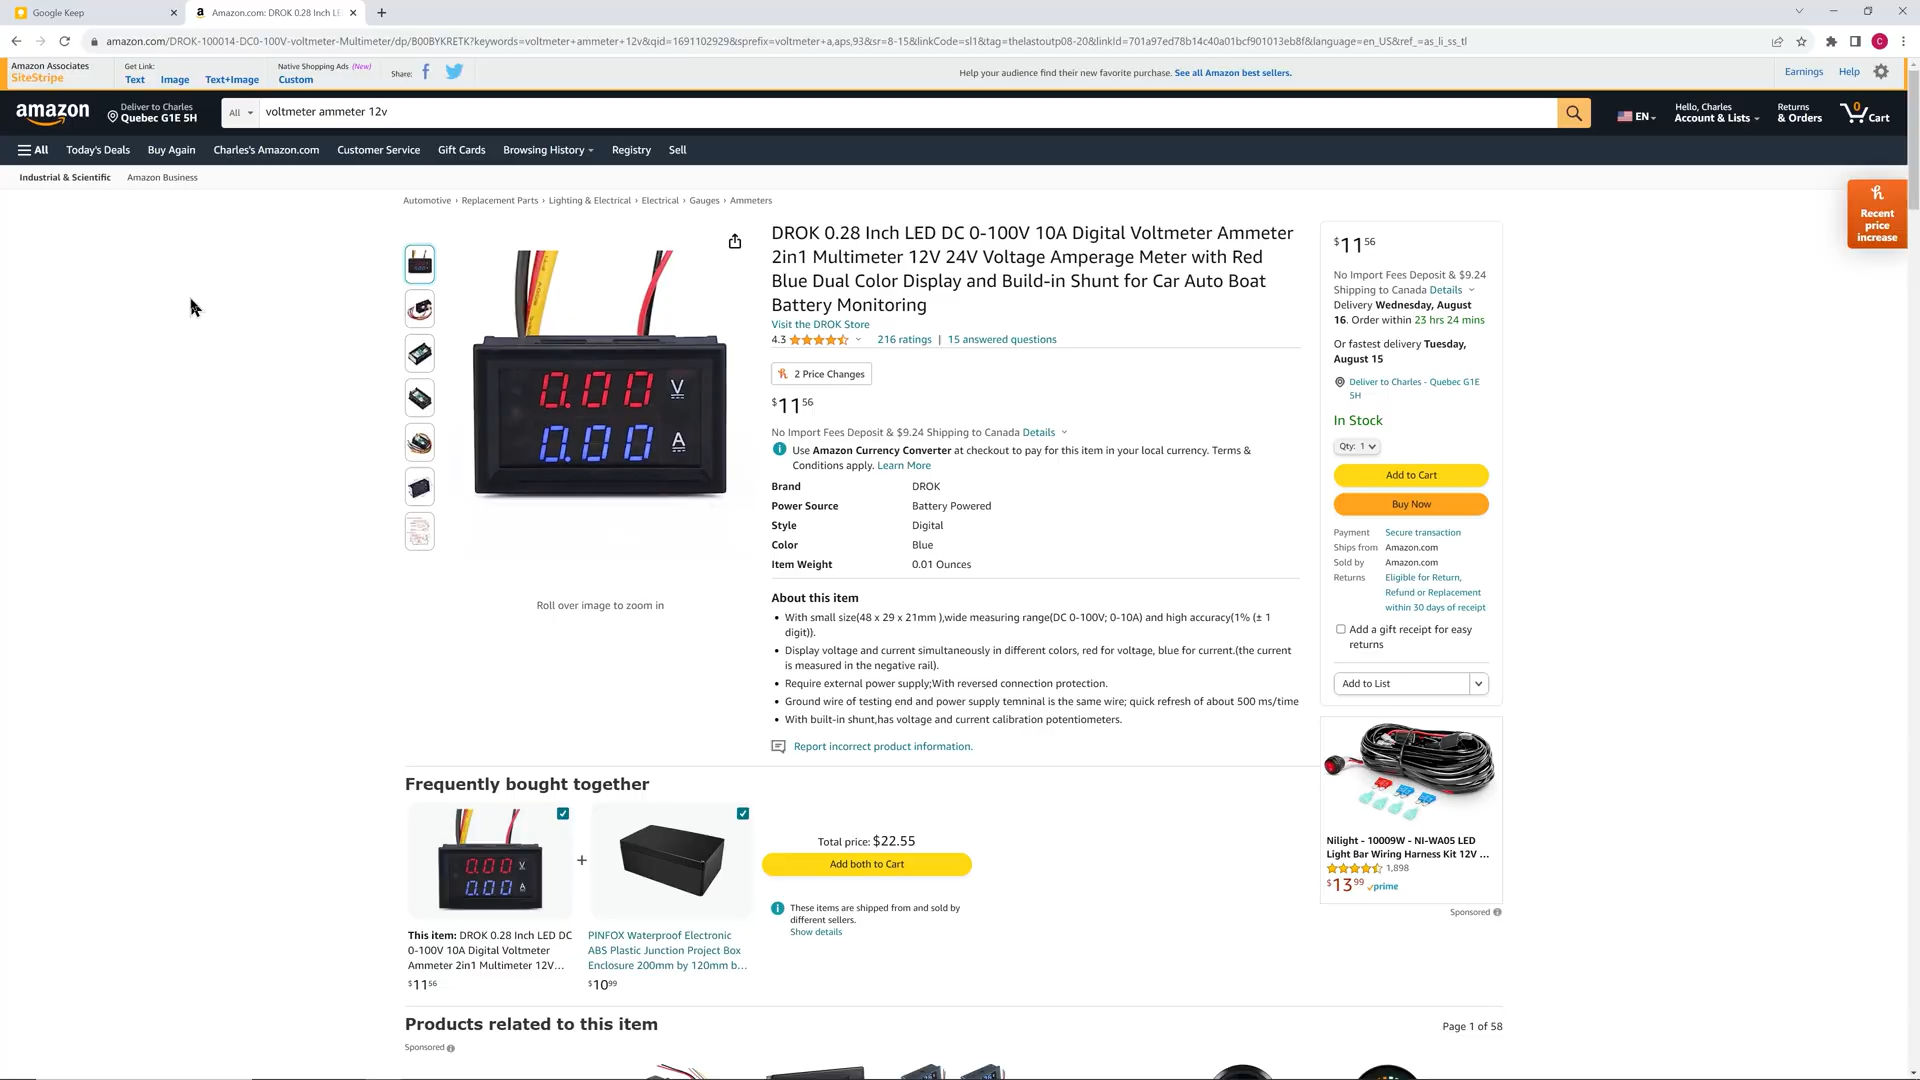 Google Keep
Amazon.com: DROK 0.28 Inch LE
amazon.com/DROK-100014-DC0-100V-voltmeter-Multimeter/dp/B00BYKRETK?keywords=voltmeter+ammeter+12v&qid=1691102929&sprefix=voltmeter+a,aps,93&sr=8-15&linkCode=sl1&tag=thelastoutp08-20&linkId=701a97ed78b14c40a01bcf901013eb8f&language=en_US&ref_=as_li_ss_tl
C
Amazon Associates
SiteStripe
Get Link:
Text Image Text+Image
Native Shopping Ads (New)
Custom
Share:
Help your audience find their new favorite purchase. See all Amazon best sellers.
Earnings Help
amazon
Deliver to Charles
Quebec G1E 5H
All
voltmeter ammeter 12v
EN
Hello, Charles
Account & Lists
Returns
& Orders
0
Cart
All Today's Deals Buy Again Charles's Amazon.com Customer Service Gift Cards Browsing History Registry Sell
Industrial & Scientific Amazon Business
h
Recent
price
increase
Automotive › Replacement Parts › Lighting & Electrical › Electrical › Gauges › Ammeters
0.00 V
0.00 A
Roll over image to zoom in
DROK 0.28 Inch LED DC 0-100V 10A Digital Voltmeter Ammeter
2in1 Multimeter 12V 24V Voltage Amperage Meter with Red
Blue Dual Color Display and Build-in Shunt for Car Auto Boat
Battery Monitoring
Visit the DROK Store
4.3 216 ratings | 15 answered questions
2 Price Changes
$11 56
No Import Fees Deposit & $9.24 Shipping to Canada Details
Use Amazon Currency Converter at checkout to pay for this item in your local currency. Terms &
Conditions apply. Learn More
Brand DROK
Power Source Battery Powered
Style Digital
Color Blue
Item Weight 0.01 Ounces
About this item
• With small size(48 x 29 x 21mm ),wide measuring range(DC 0-100V; 0-10A) and high accuracy(1% (± 1
digit)).
• Display voltage and current simultaneously in different colors, red for voltage, blue for current.(the current
is measured in the negative rail).
• Require external power supply;With reversed connection protection.
• Ground wire of testing end and power supply temninal is the same wire; quick refresh of about 500 ms/time
• With built-in shunt,has voltage and current calibration potentiometers.
Report incorrect product information.
$11 56
No Import Fees Deposit & $9.24
Shipping to Canada Details
Delivery Wednesday, August
16. Order within 23 hrs 24 mins
Or fastest delivery Tuesday,
August 15
Deliver to Charles - Quebec G1E
5H
In Stock
Qty: 1
Add to Cart
Buy Now
Payment Secure transaction
Ships from Amazon.com
Sold by Amazon.com
Returns Eligible for Return,
Refund or Replacement
within 30 days of receipt
Add a gift receipt for easy
returns
Add to List
Nilight - 10009W - NI-WA05 LED
Light Bar Wiring Harness Kit 12V ...
1,898
$13 99 prime
Sponsored
Frequently bought together
0.00 V
0.00 A
+
Total price: $22.55
Add both to Cart
These items are shipped from and sold by
different sellers.
Show details
This item: DROK 0.28 Inch LED DC
0-100V 10A Digital Voltmeter
Ammeter 2in1 Multimeter 12V...
$11 56
PINFOX Waterproof Electronic
ABS Plastic Junction Project Box
Enclosure 200mm by 120mm b...
$10 99
Products related to this item
Page 1 of 58
Sponsored